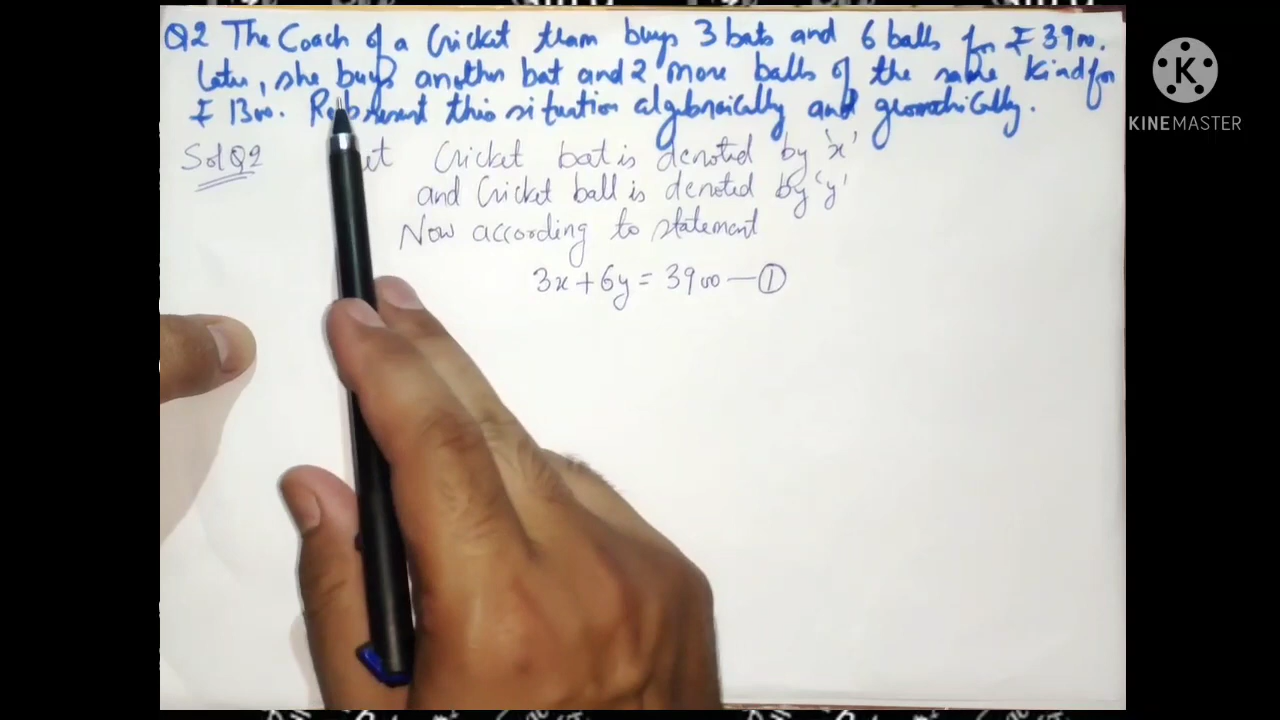 Q2 The Coach of a Cricket team buys 3 bats and 6 balls for ₹ 3900.
Later, she buys another bat and 2 more balls of the same kind for
₹ 1300. Represent this situation algebraically and geometrically.
Sol Q2 Cricket bat is denoted by 'x'
and Cricket ball is denoted by 'y'
Now according to statement
3x + 6y = 3900 — ①
K
KINEMASTER